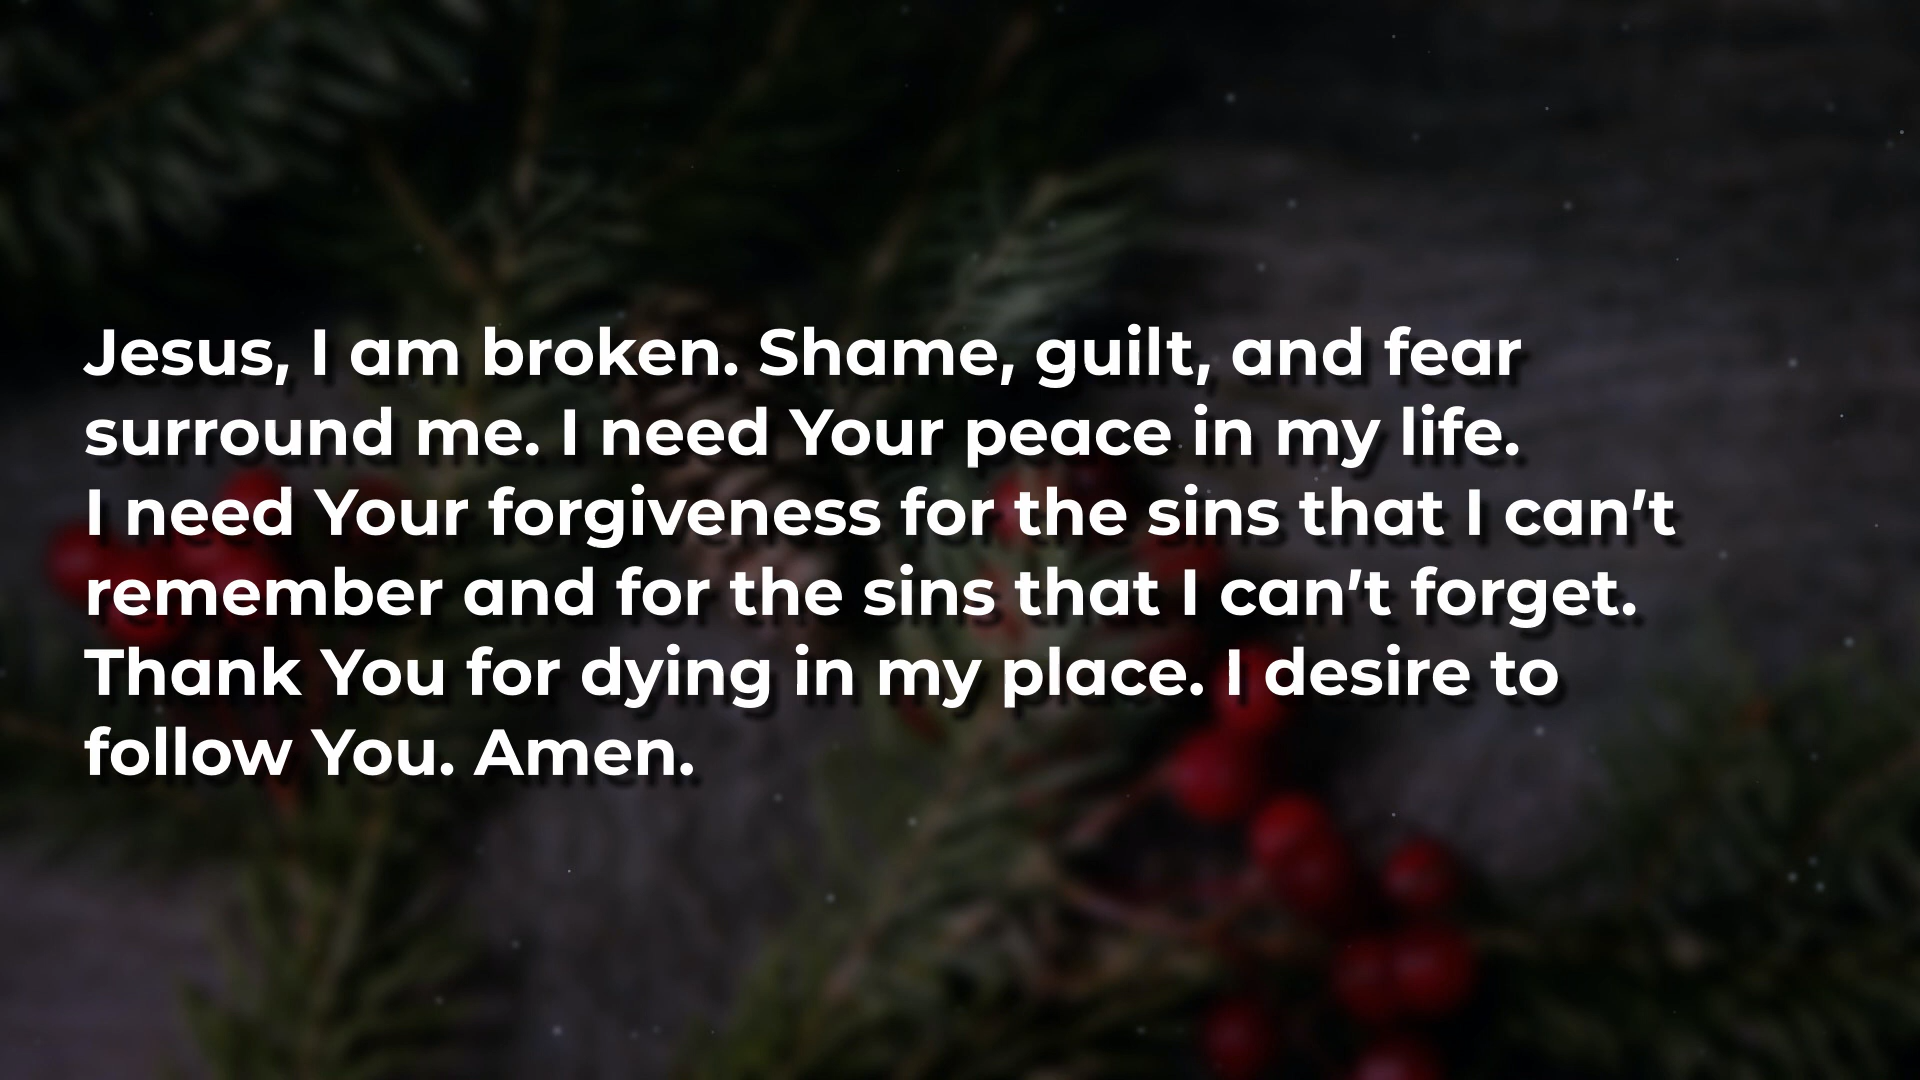 Jesus, I am broken. Shame, guilt, and fear
surround me. I need Your peace in my life.
I need Your forgiveness for the sins that I can’t
remember and for the sins that I can’t forget.
Thank You for dying in my place. I desire to
follow You. Amen.